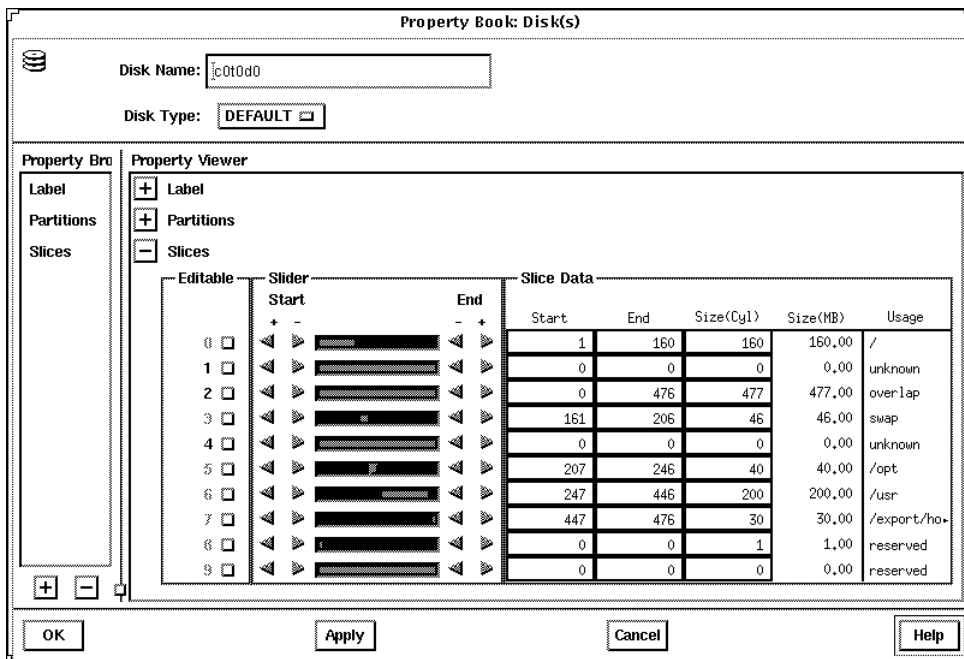 Property Book: Disk(s)
Disk Name: c0t0d0
Disk Type: DEFAULT
Property Bro
Property Viewer
Label
Partitions
Slices
+ Label
+ Partitions
− Slices
Editable Slider Slice Data
Start End
+ − − + Start End Size(Cyl) Size(MB) Usage
0 1 160 160 160.00 /
1 0 0 0 0.00 unknown
2 0 476 477 477.00 overlap
3 161 206 46 46.00 swap
4 0 0 0 0.00 unknown
5 207 246 40 40.00 /opt
6 247 446 200 200.00 /usr
7 447 476 30 30.00 /export/ho
8 0 0 1 1.00 reserved
9 0 0 0 0.00 reserved
+ −
OK Apply Cancel Help